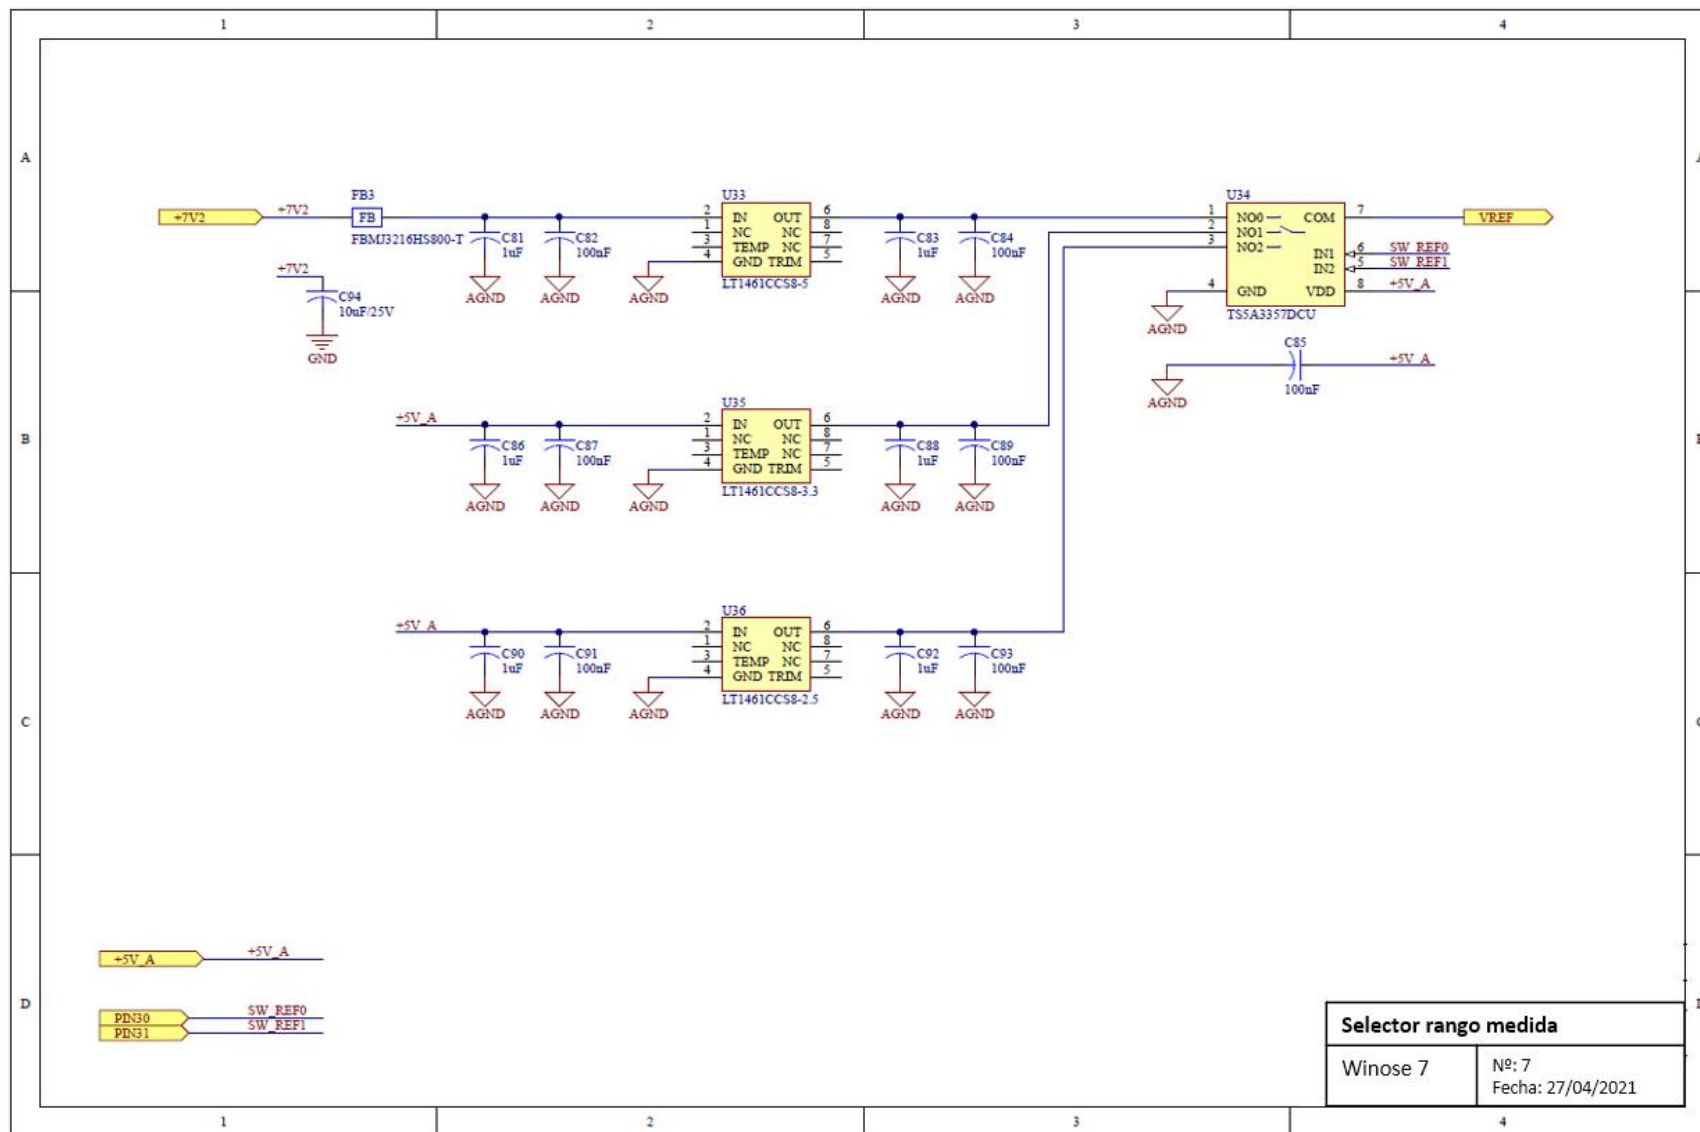 1 2 3 4
A
A
U33
U34
FB3
+7V2 +7V2 FB 2 IN OUT 6 1 NO0 COM 7 VREF
FBMJ3216HS800-T C81 C82 1 NC NC 8 C83 C84 2 NO1
1uF 100nF 3 TEMP NC 7 1uF 100nF 3 NO2
4 GND TRIM 5 IN1 6 SW_REF0
IN2 5 SW_REF1
+7V2 AGND AGND AGND LT1461CCS8-5 AGND AGND 4 GND VDD 8 +5V_A
C94
10uF/25V
TS5A3357DCU
AGND
GND
C85
+5V_A
100nF
AGND
U35
+5V_A 2 IN OUT 6
B
C86 C87 1 NC NC 8 C88 C89
1uF 100nF 3 TEMP NC 7 1uF 100nF
4 GND TRIM 5
LT1461CCS8-3.3
AGND AGND AGND AGND AGND
U36
+5V_A 2 IN OUT 6
C90 C91 1 NC NC 8 C92 C93
1uF 100nF 3 TEMP NC 7 1uF 100nF
4 GND TRIM 5
LT1461CCS8-2.5
AGND AGND AGND AGND AGND
C
+5V_A +5V_A
D
PIN30 SW_REF0
PIN31 SW_REF1
Selector rango medida
Winose 7
Nº: 7
Fecha: 27/04/2021
1 2 3 4